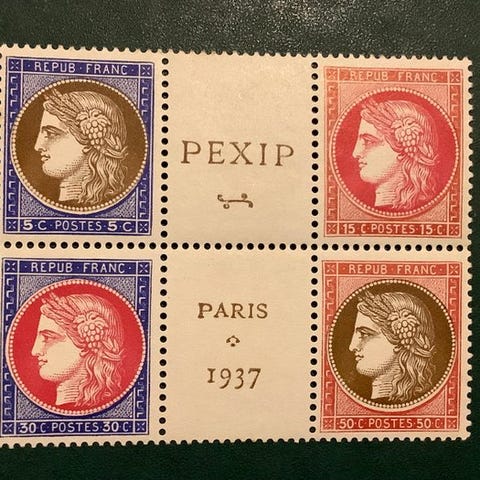 REPUB · FRANC
5·C·POSTES·5·C
PEXIP
REPUB · FRANC
15·C·POSTES·15·C
REPUB · FRANC
30·C·POSTES·30·C
PARIS
1937
REPUB · FRANC
50·C·POSTES·50·C